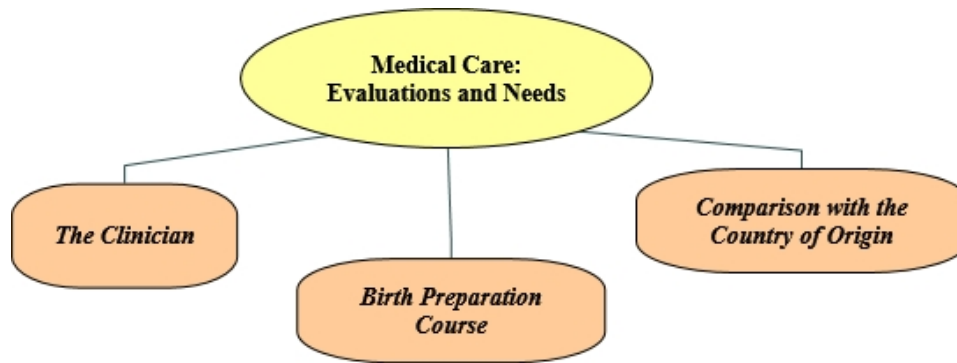 Medical Care:
Evaluations and Needs
The Clinician
Birth Preparation
Course
Comparison with the
Country of Origin